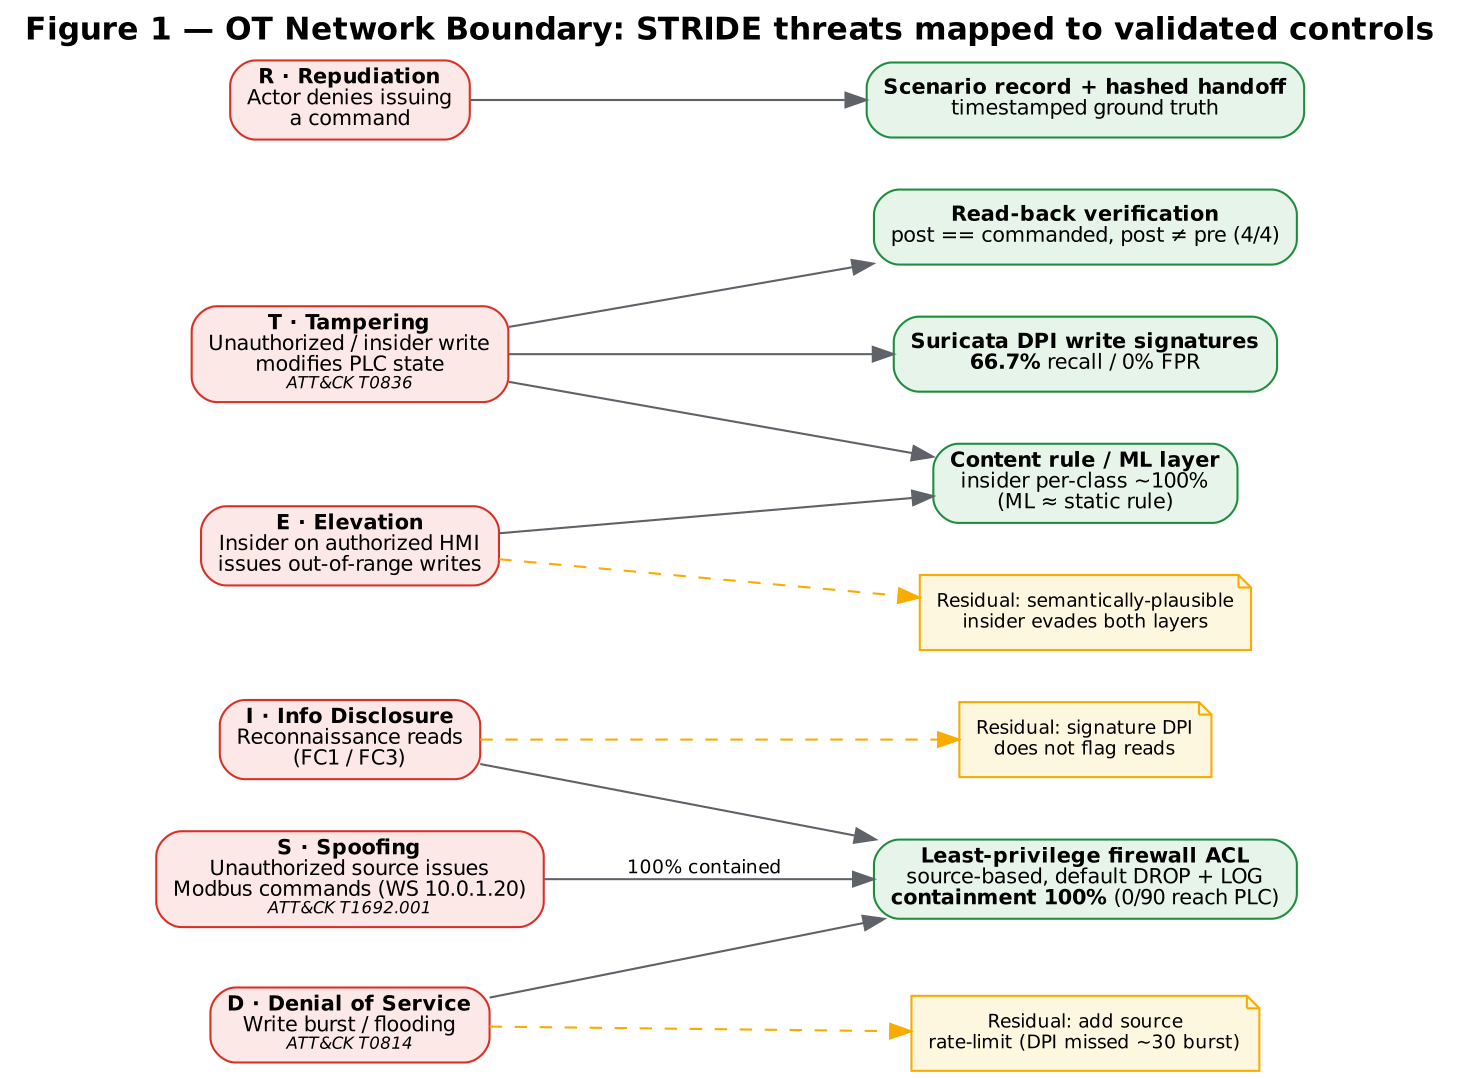 Figure 1 — OT Network Boundary: STRIDE threats mapped to validated controls
R · Repudiation
Actor denies issuing
a command
Scenario record + hashed handoff
timestamped ground truth
Read-back verification
post == commanded, post ≠ pre (4/4)
T · Tampering
Unauthorized / insider write
modifies PLC state
ATT&CK T0836
Suricata DPI write signatures
66.7% recall / 0% FPR
Content rule / ML layer
insider per-class ~100%
(ML ≈ static rule)
E · Elevation
Insider on authorized HMI
issues out-of-range writes
Residual: semantically-plausible
insider evades both layers
I · Info Disclosure
Reconnaissance reads
(FC1 / FC3)
Residual: signature DPI
does not flag reads
S · Spoofing
Unauthorized source issues
Modbus commands (WS 10.0.1.20)
ATT&CK T1692.001
100% contained
Least-privilege firewall ACL
source-based, default DROP + LOG
containment 100% (0/90 reach PLC)
D · Denial of Service
Write burst / flooding
ATT&CK T0814
Residual: add source
rate-limit (DPI missed ~30 burst)